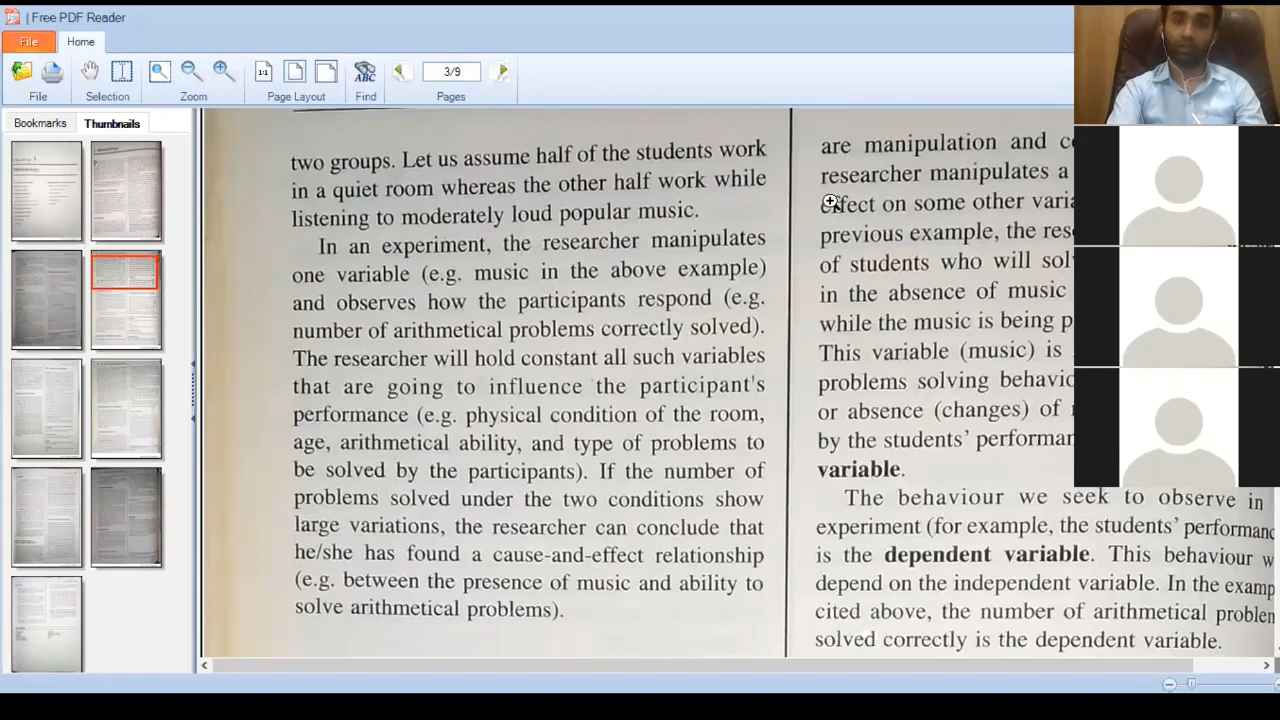 | Free PDF Reader
File
Home
1:1
ABC
3/9
File
Selection
Zoom
Page Layout
Find
Pages
Bookmarks
Thumbnails
two groups. Let us assume half of the students work
in a quiet room whereas the other half work while
listening to moderately loud popular music.
In an experiment, the researcher manipulates
one variable (e.g. music in the above example)
and observes how the participants respond (e.g.
number of arithmetical problems correctly solved).
The researcher will hold constant all such variables
that are going to influence the participant's
performance (e.g. physical condition of the room,
age, arithmetical ability, and type of problems to
be solved by the participants). If the number of
problems solved under the two conditions show
large variations, the researcher can conclude that
he/she has found a cause-and-effect relationship
(e.g. between the presence of music and ability to
solve arithmetical problems).
are manipulation and
researcher manipulates a
effect on some other
previous example, the
of students who will
in the absence of music
while the music is being
This variable (music) is
problems solving
or absence (changes) of
by the students'
variable.
The behaviour we seek to observe in
experiment (for example, the students'
is the dependent variable. This behaviour
depend on the independent variable. In the
cited above, the number of arithmetical
solved correctly is the dependent variable.